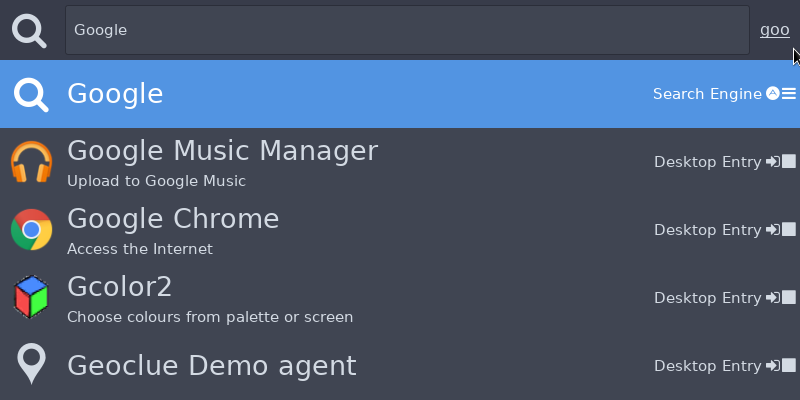 Google
goo
Google
Search Engine
Google Music Manager
Upload to Google Music
Desktop Entry
Google Chrome
Access the Internet
Desktop Entry
Gcolor2
Choose colours from palette or screen
Desktop Entry
Geoclue Demo agent
Desktop Entry